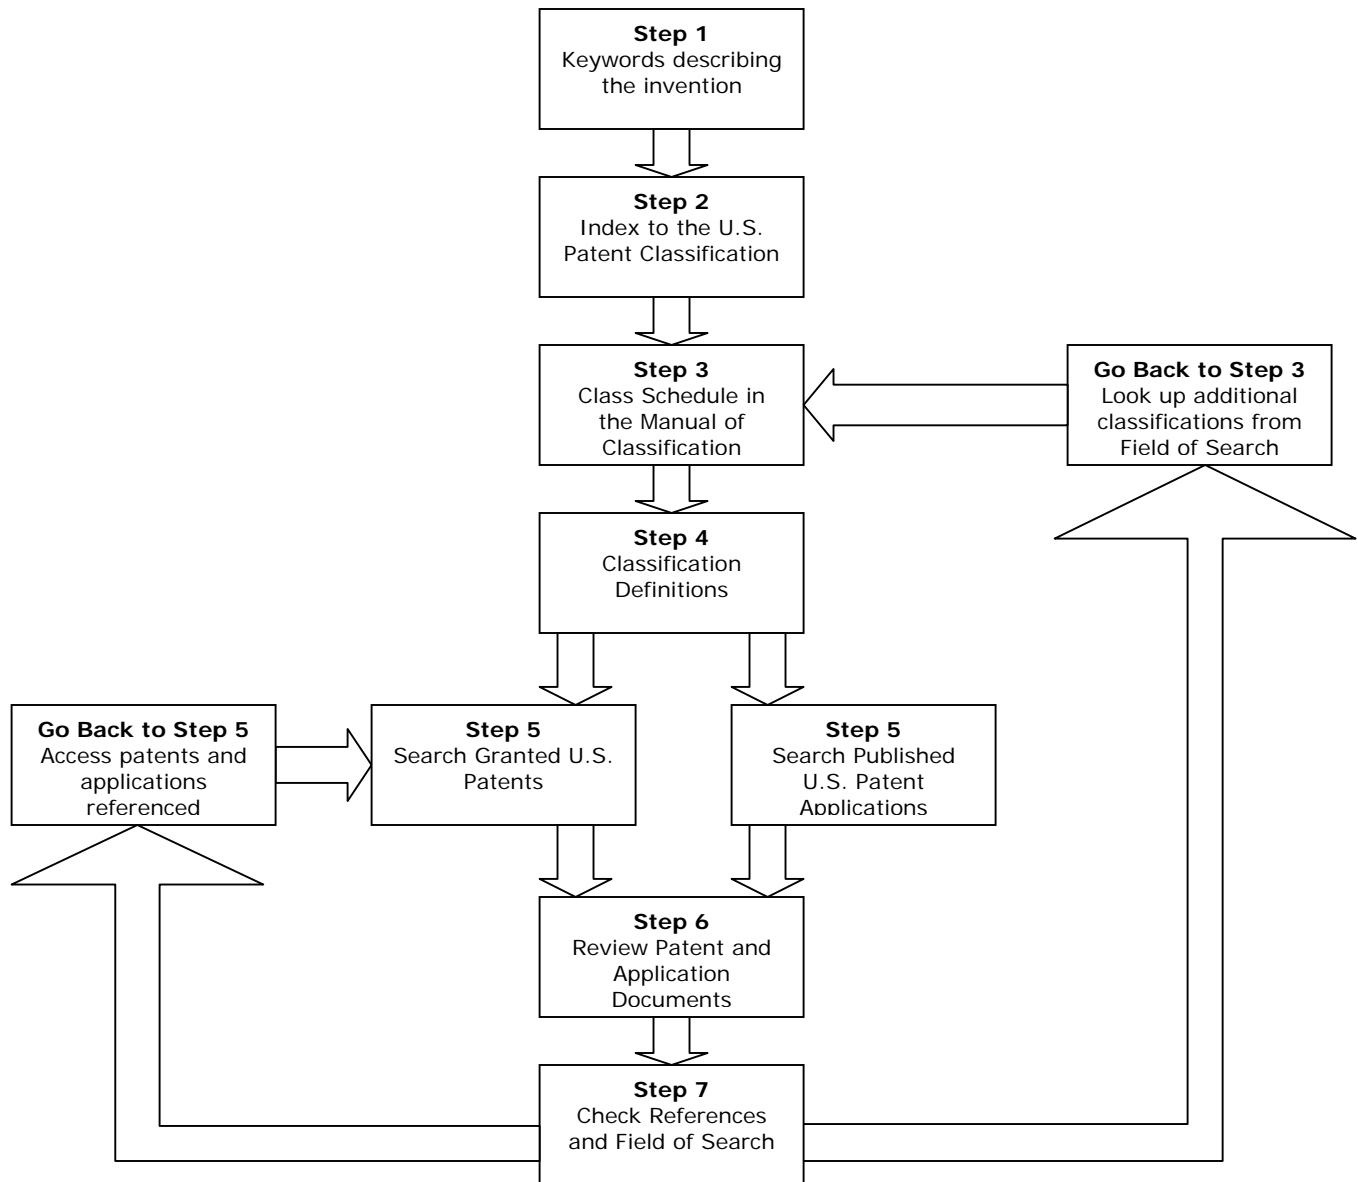 Step 1
Keywords describing
the invention
Step 2
Index to the U.S.
Patent Classification
Step 3
Class Schedule in
the Manual of
Classification
Go Back to Step 3
Look up additional
classifications from
Field of Search
Step 4
Classification
Definitions
Go Back to Step 5
Access patents and
applications
referenced
Step 5
Search Granted U.S.
Patents
Step 5
Search Published
U.S. Patent
Applications
Step 6
Review Patent and
Application
Documents
Step 7
Check References
and Field of Search